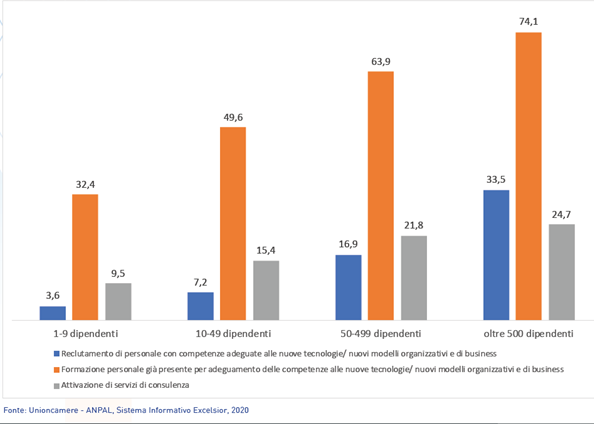 74,1
63,9
49,6
32,4
33,5
24,7
21,8
16,9
15,4
9,5
7,2
3,6
1-9 dipendenti 10-49 dipendenti 50-499 dipendenti oltre 500 dipendenti
Reclutamento di personale con competenze adeguate alle nuove tecnologie/ nuovi modelli organizzativi e di business
Formazione personale già presente per adeguamento delle competenze alle nuove tecnologie/ nuovi modelli organizzativi e di business
Attivazione di servizi di consulenza
Fonte: Unioncamere - ANPAL, Sistema Informativo Excelsior, 2020